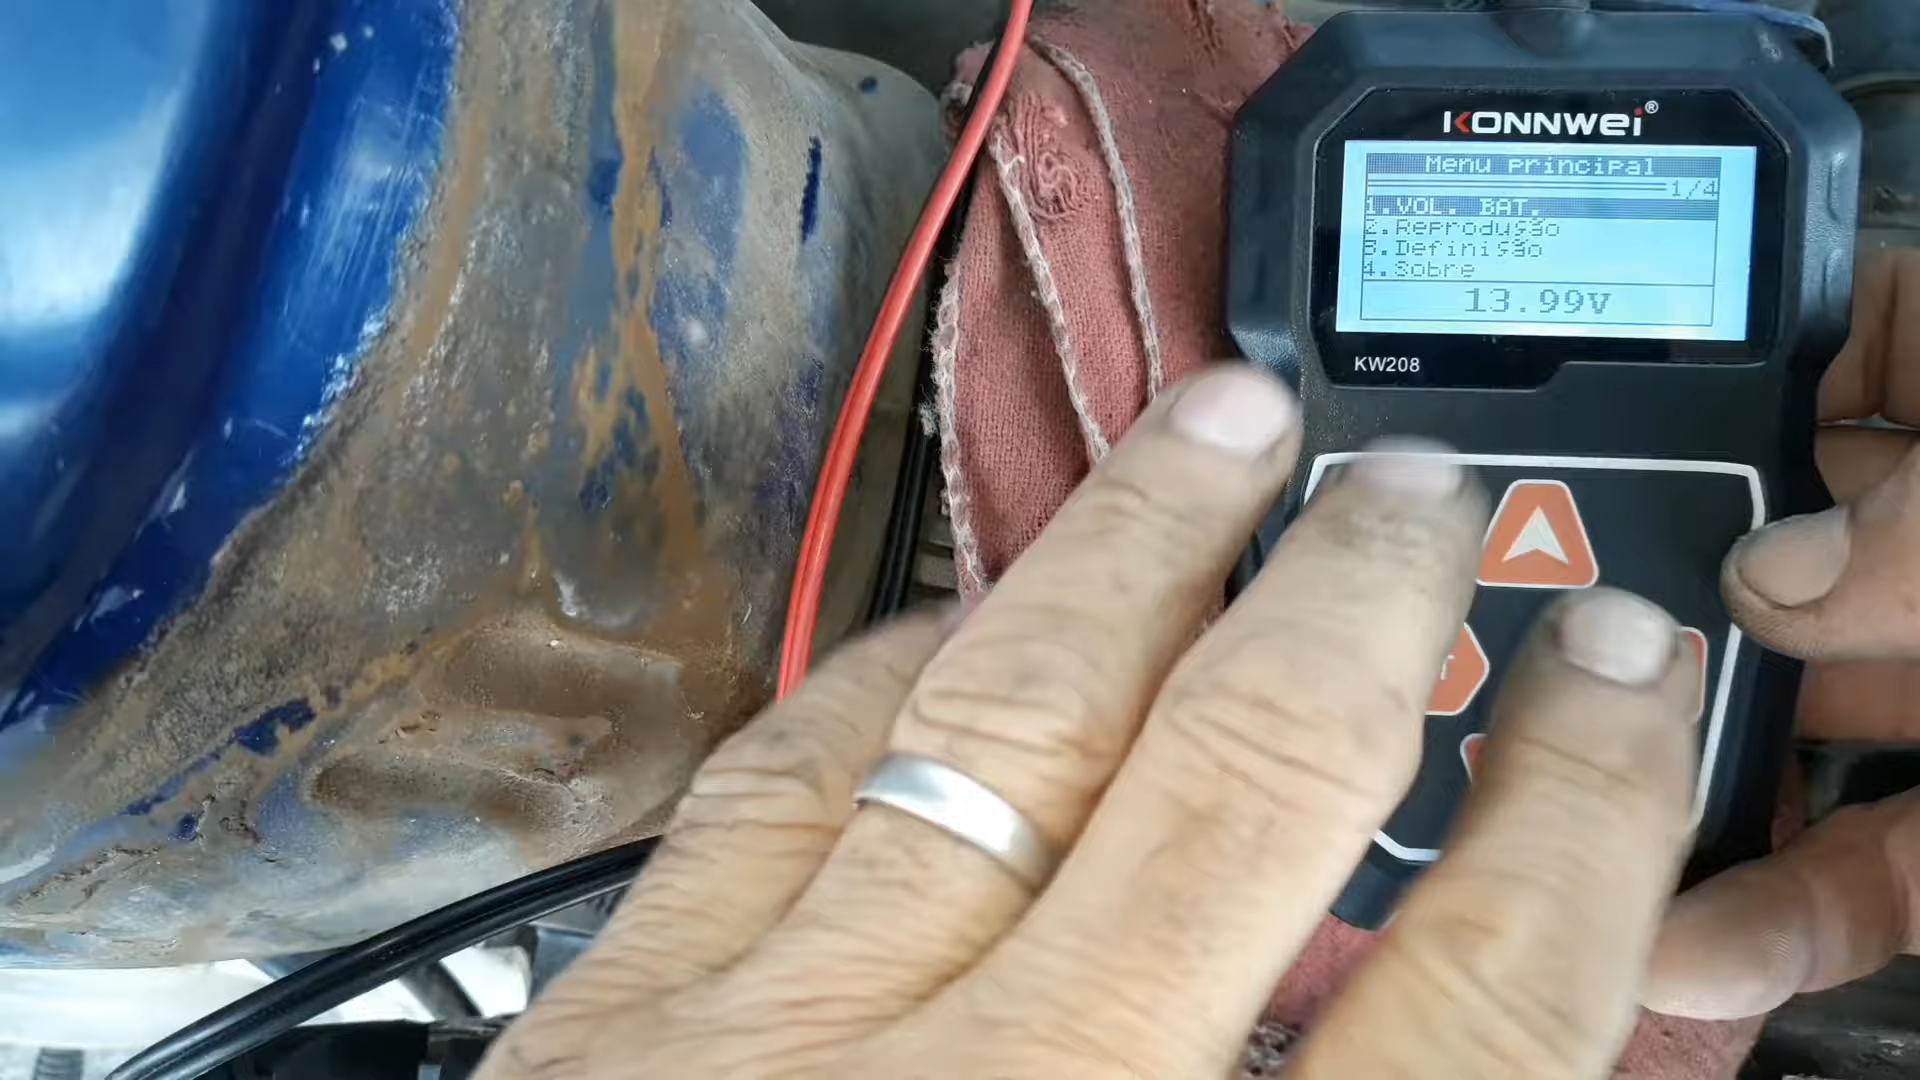 KONNWEI®
Menu principal
1/4
1.VOL. BAT.
2.Reprodução
3.Definição
4.Sobre
13.99v
KW208